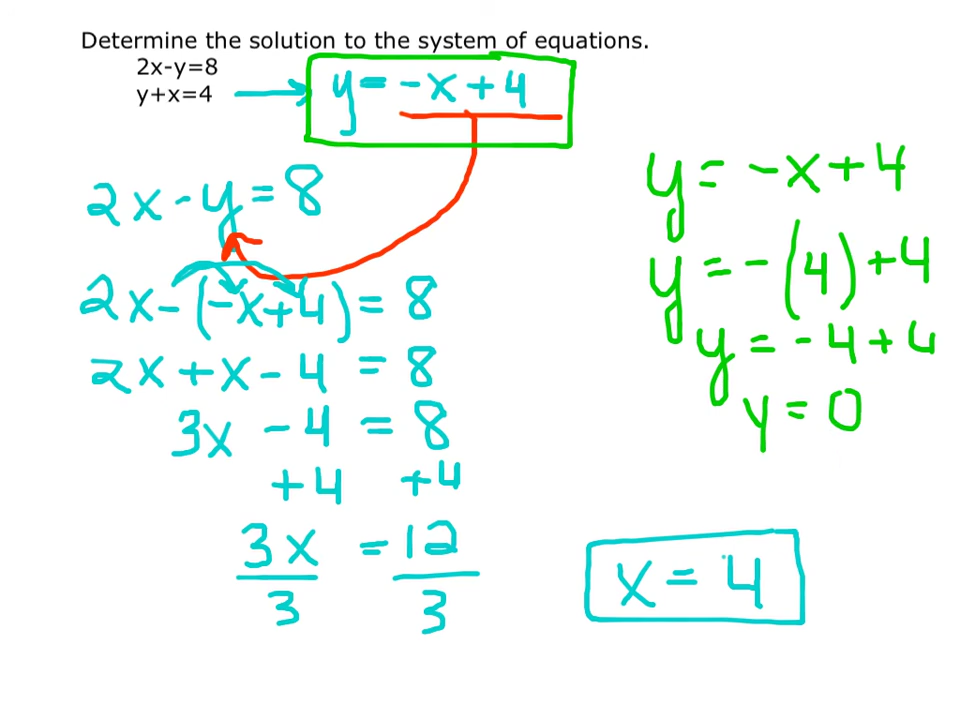 Determine the solution to the system of equations.
2x-y=8
y+x=4
y = -x + 4
2x - y = 8
2x - (-x+4) = 8
2x + x - 4 = 8
3x - 4 = 8
+4 +4
3x = 12
3 3
x = 4
y = -x + 4
y = -(4) + 4
y = -4 + 4
y = 0